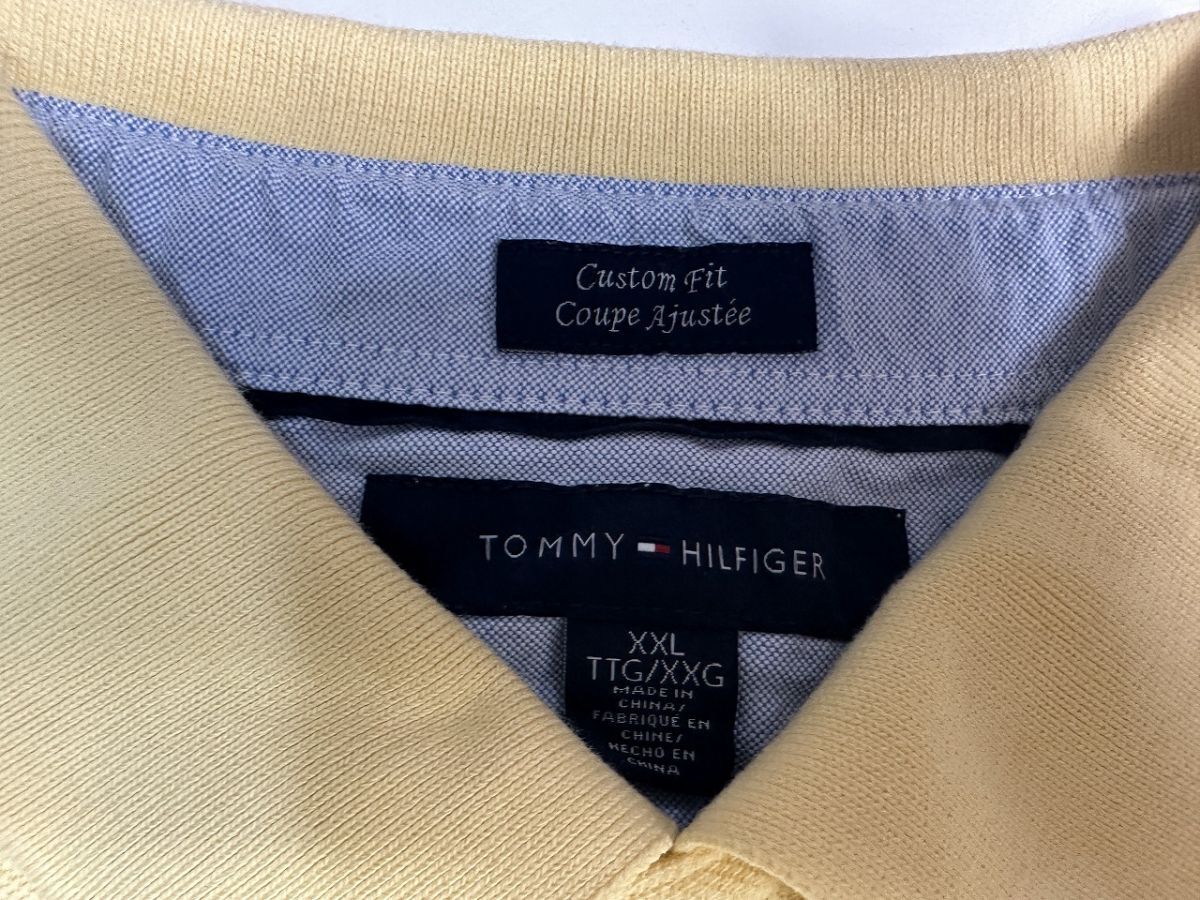 Custom Fit
Coupe Ajustée
TOMMY HILFIGER
XXL
TTG/XXG
MADE IN
CHINA/
FABRIQUE EN
CHINE/
HECHO EN
CHINA